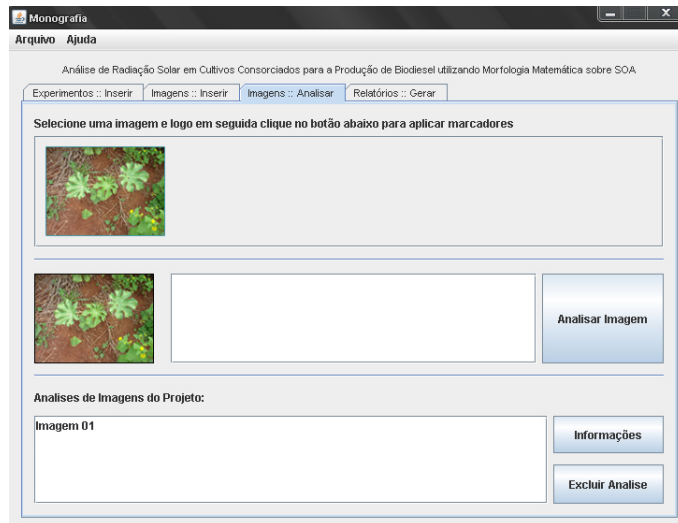 Monografia
Arquivo Ajuda
Análise de Radiação Solar em Cultivos Consorciados para a Produção de Biodiesel utilizando Morfologia Matemática sobre SOA
Experimentos :: Inserir Imagens :: Inserir Imagens :: Analisar Relatórios :: Gerar
Selecione uma imagem e logo em seguida clique no botão abaixo para aplicar marcadores
Analisar Imagem
Analises de Imagens do Projeto:
Imagem 01
Informações
Excluir Analise